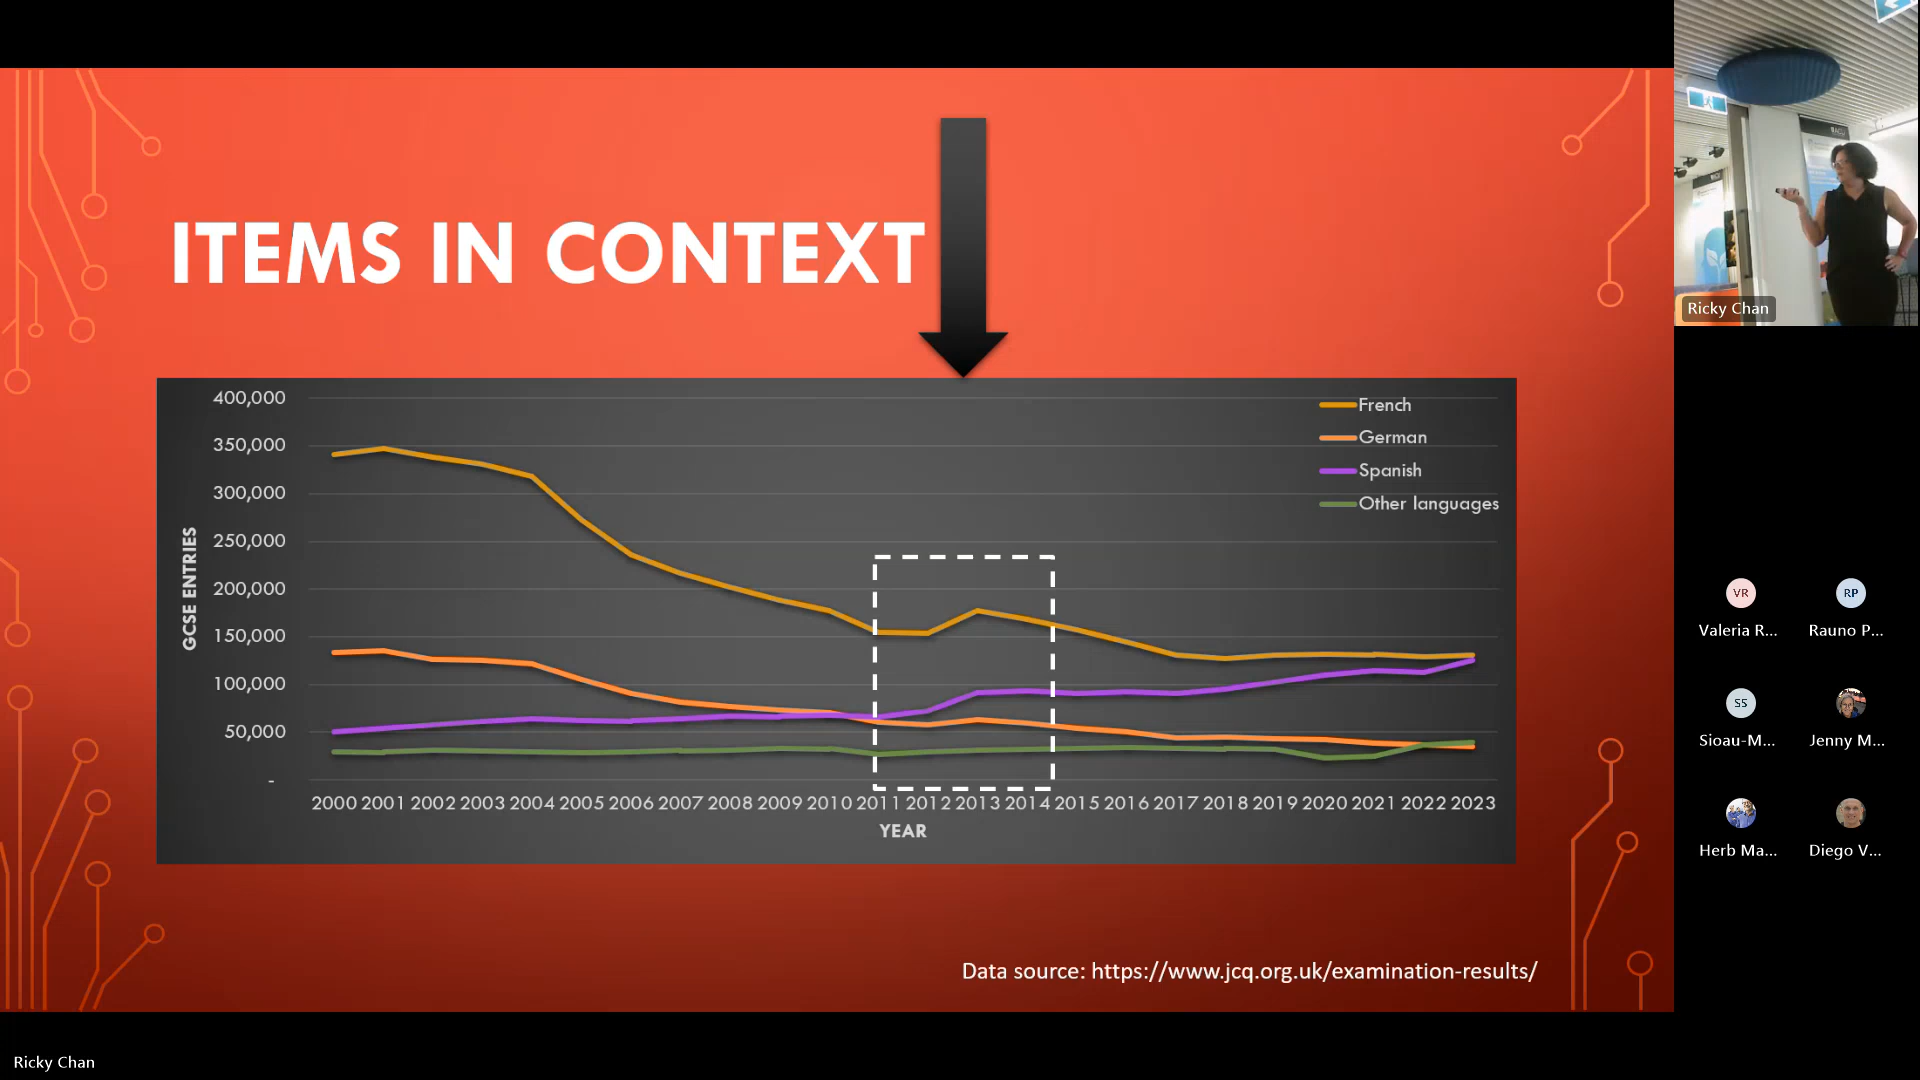 ITEMS IN CONTEXT
400,000
350,000
300,000
250,000
200,000
150,000
100,000
50,000
-
GCSE ENTRIES
French
German
Spanish
Other languages
2000 2001 2002 2003 2004 2005 2006 2007 2008 2009 2010 2011 2012 2013 2014 2015 2016 2017 2018 2019 2020 2021 2022 2023
YEAR
Data source: https://www.jcq.org.uk/examination-results/
Ricky Chan
VR
RP
Valeria R...
Rauno P...
SS
Sioau-M...
Jenny M...
Herb Ma...
Diego V...
Ricky Chan